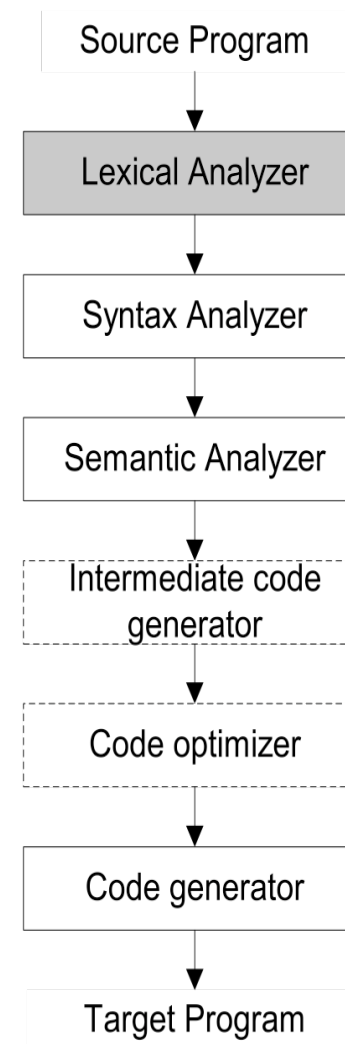 Source Program
Lexical Analyzer
Syntax Analyzer
Semantic Analyzer
Intermediate code
generator
Code optimizer
Code generator
Target Program